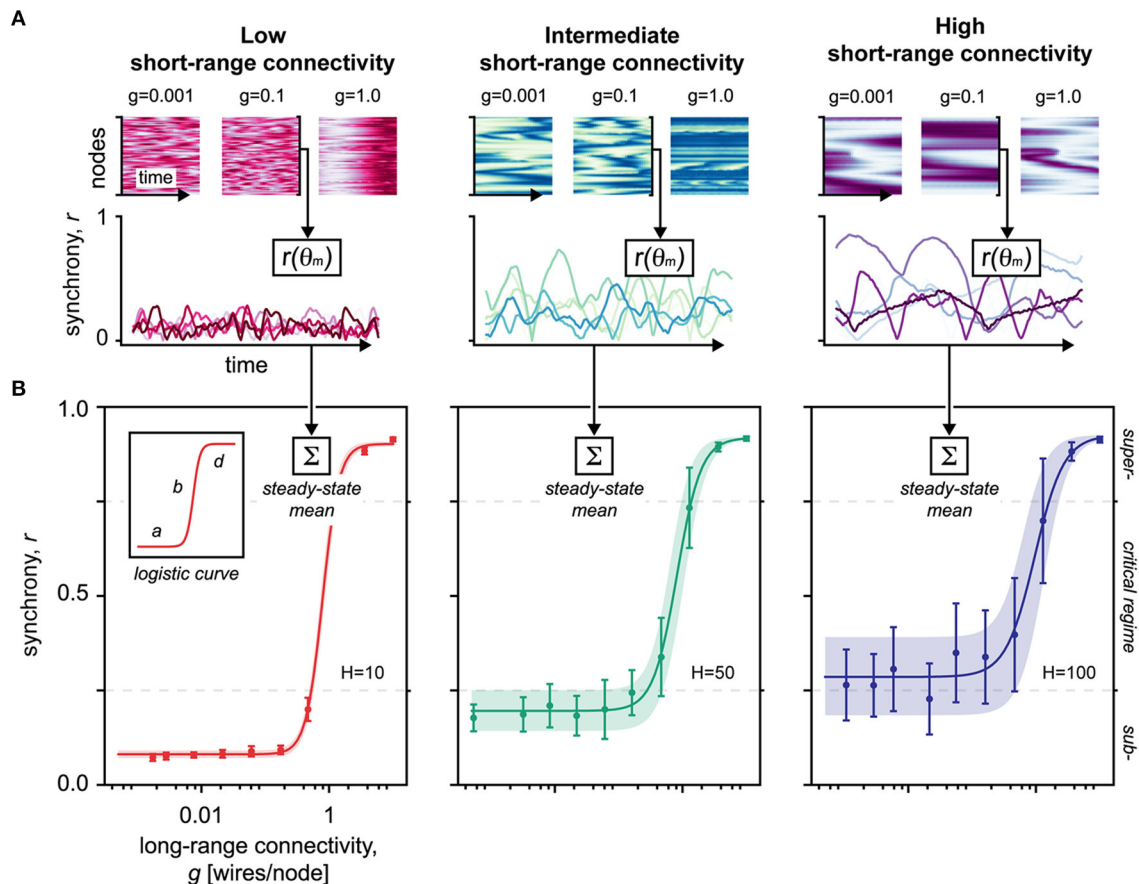 A
Low
short-range connectivity
Intermediate
short-range connectivity
High
short-range connectivity
g=0.001 g=0.1 g=1.0
g=0.001 g=0.1 g=1.0
g=0.001 g=0.1 g=1.0
nodes
time
synchrony, r
1
0
r(θm)
r(θm)
r(θm)
time
B
1.0
0.5
0.0
synchrony, r
a
b
d
logistic curve
Σ
steady-state
mean
H=10
Σ
steady-state
mean
H=50
Σ
steady-state
mean
H=100
super-
critical regime
sub-
0.01 1
long-range connectivity,
g [wires/node]